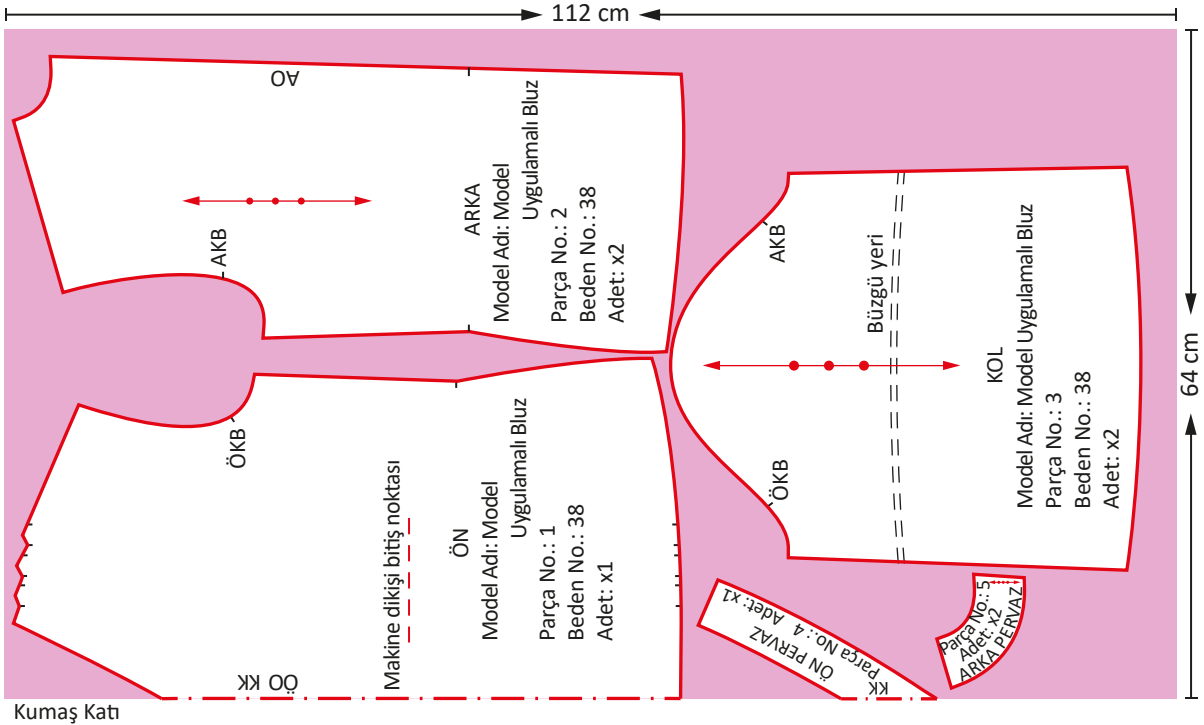 112 cm
AO
AKB
ARKA
Model Adı: Model
Uygulamalı Bluz
Parça No.: 2
Beden No.: 38
Adet: x2
ÖKB
Makine dikişi bitiş noktası
ÖN
Model Adı: Model
Uygulamalı Bluz
Parça No.: 1
Beden No.: 38
Adet: x1
ÖO KK
AKB
ÖKB
Büzgü yeri
KOL
Model Adı: Model Uygulamalı Bluz
Parça No.: 3
Beden No.: 38
Adet: x2
ÖN PERVAZ
Parça No.: 4 Adet: x1
KK
Parça No.: 5
Adet: x2
ARKA PERVAZ
64 cm
Kumaş Katı